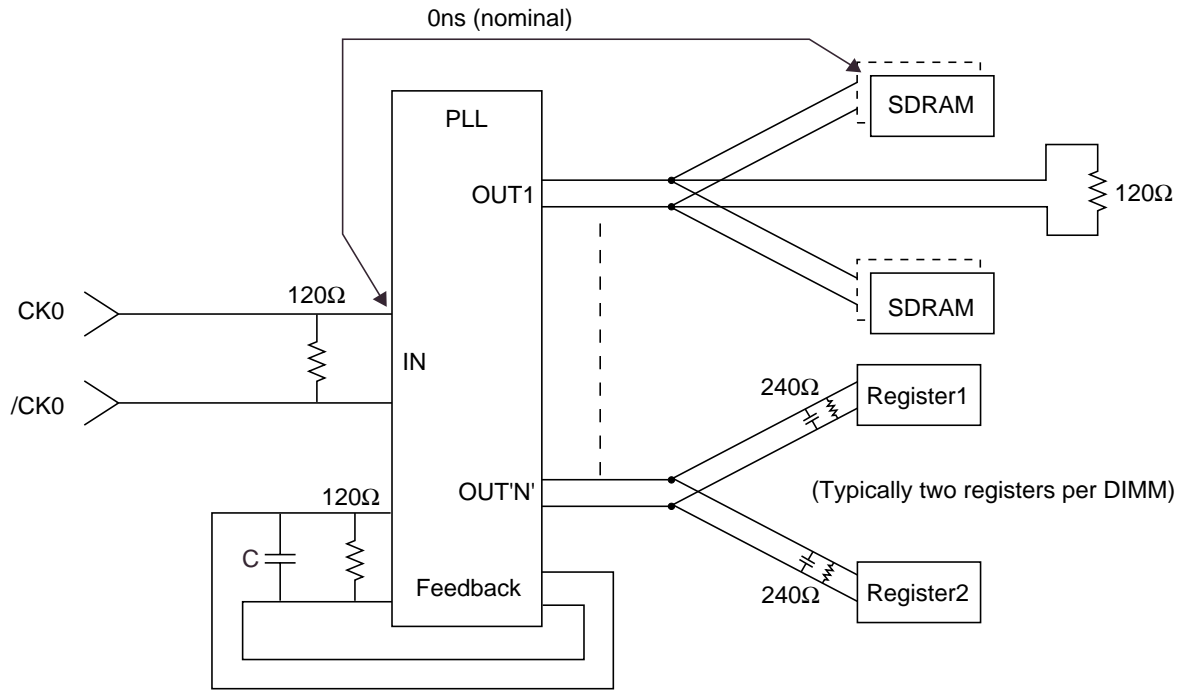 0ns (nominal)
PLL
SDRAM
OUT1
120Ω
SDRAM
120Ω
CK0
IN
/CK0
240Ω
Register1
OUT'N'
(Typically two registers per DIMM)
120Ω
C
Feedback
240Ω
Register2